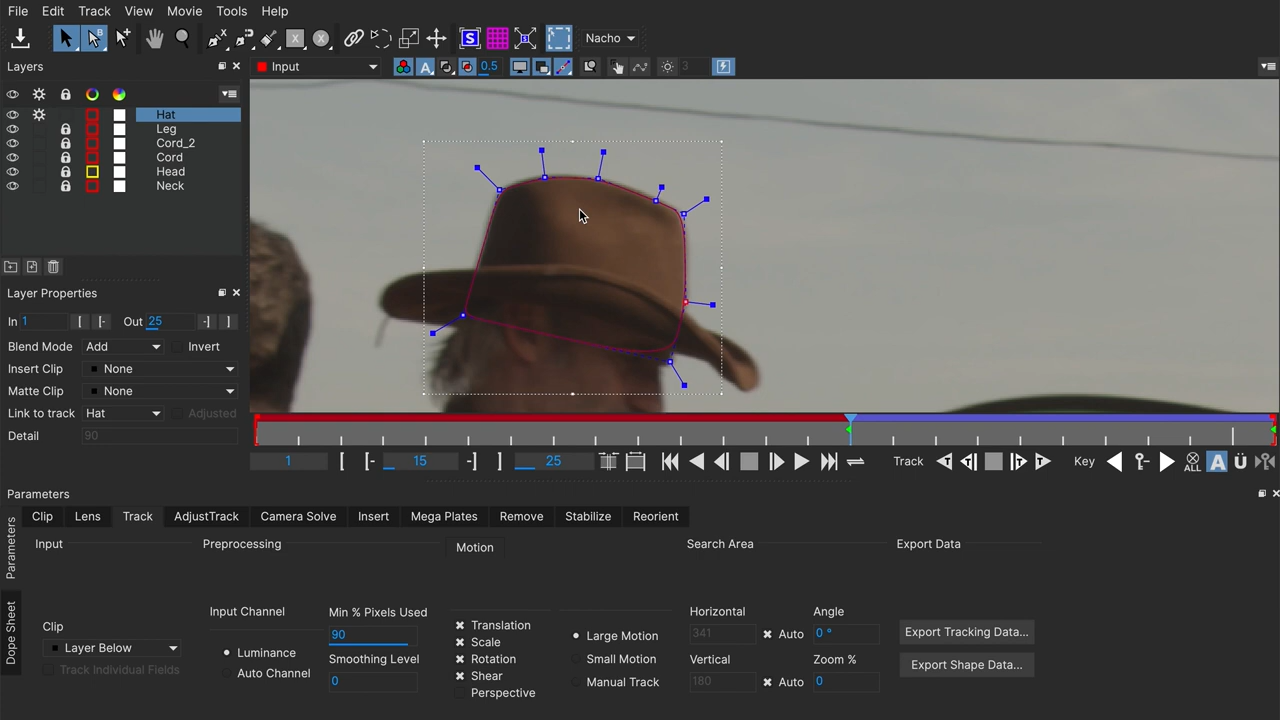 File Edit Track View Movie Tools Help
Nacho
Layers
Input
0.5
3
Hat
Leg
Cord_2
Cord
Head
Neck
Layer Properties
In 1 Out 25
Blend Mode Add Invert
Insert Clip None
Matte Clip None
Link to track Hat Adjusted
Detail 90
1 15 25 Track Key ALL A
Parameters
Parameters
Dope Sheet
Clip Lens Track AdjustTrack Camera Solve Insert Mega Plates Remove Stabilize Reorient
Input Preprocessing Motion Search Area Export Data
Input Channel Min % Pixels Used Horizontal Angle
Clip 90 Translation Large Motion 341 Auto 0 ° Export Tracking Data...
Layer Below Luminance Smoothing Level Scale Small Motion Vertical Zoom % Export Shape Data...
Track Individual Fields Auto Channel 0 Rotation Manual Track 180 Auto 0
Shear
Perspective